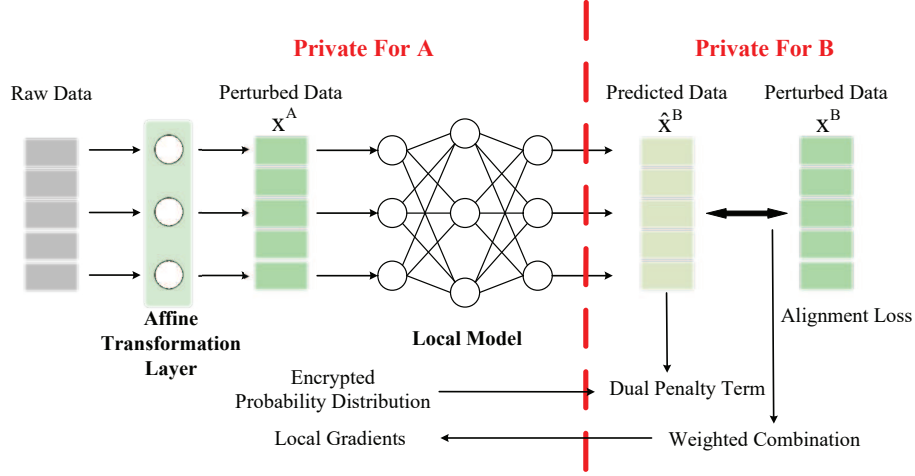 Private For A
Private For B
Raw Data
Perturbed Data
x^A
Predicted Data
x̂^B
Perturbed Data
x^B
Affine
Transformation
Layer
Local Model
Alignment Loss
Encrypted
Probability Distribution
Dual Penalty Term
Local Gradients
Weighted Combination